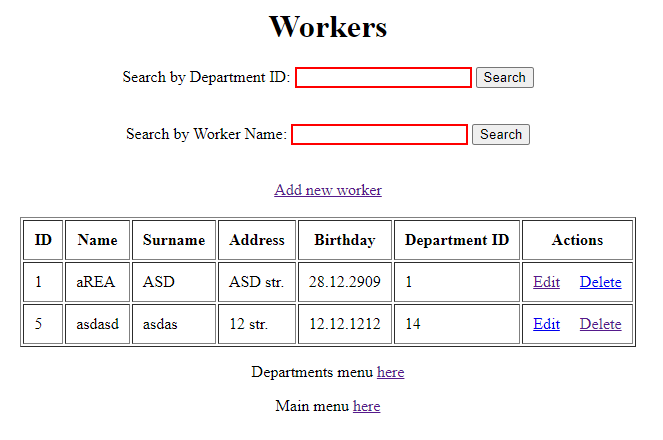 Workers
Search by Department ID: Search
Search by Worker Name: Search
Add new worker
ID Name Surname Address Birthday Department ID Actions
1 aREA ASD ASD str. 28.12.2909 1 Edit Delete
5 asdasd asdas 12 str. 12.12.1212 14 Edit Delete
Departments menu here
Main menu here